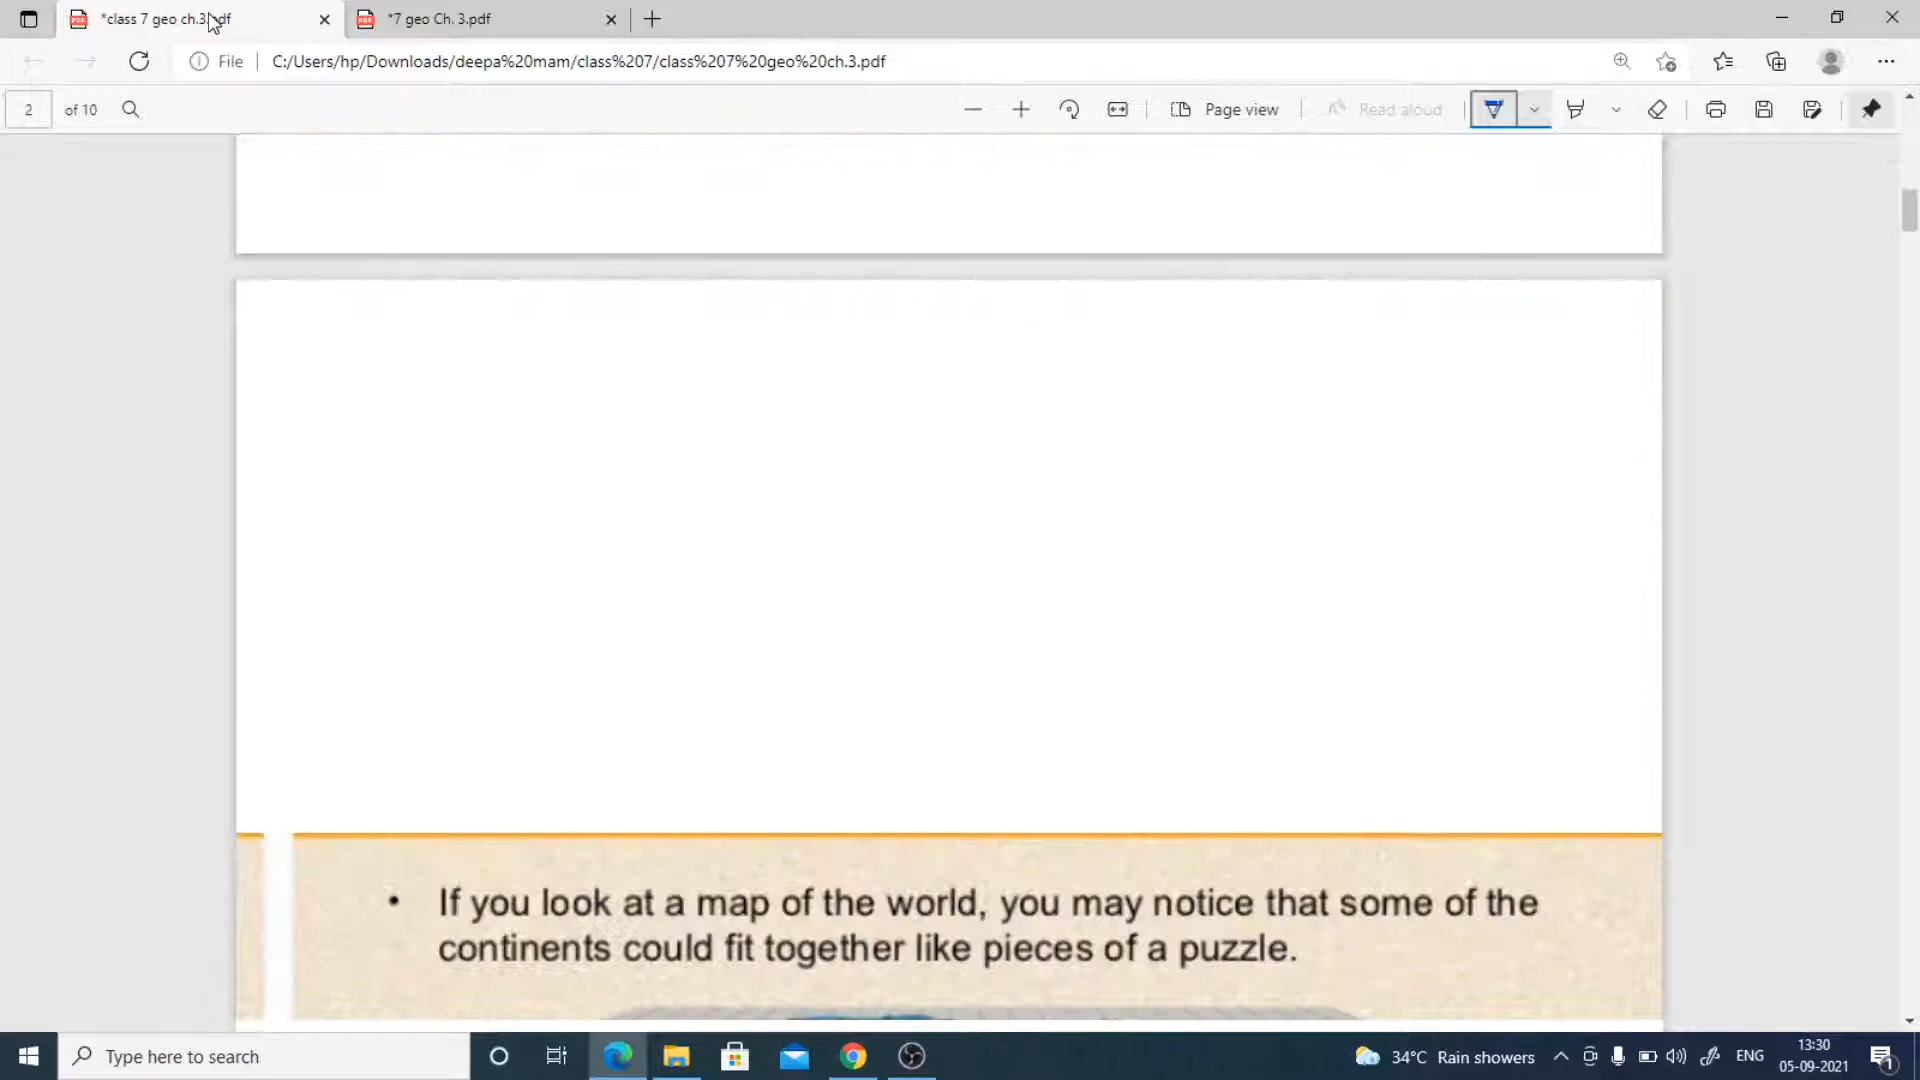 *class 7 geo ch.3.pdf
*7 geo Ch. 3.pdf
File
C:/Users/hp/Downloads/deepa%20mam/class%207/class%207%20geo%20ch.3.pdf
2 of 10
Page view
Read aloud
• If you look at a map of the world, you may notice that some of the
continents could fit together like pieces of a puzzle.
Type here to search
34°C Rain showers
ENG
13:30
05-09-2021
1